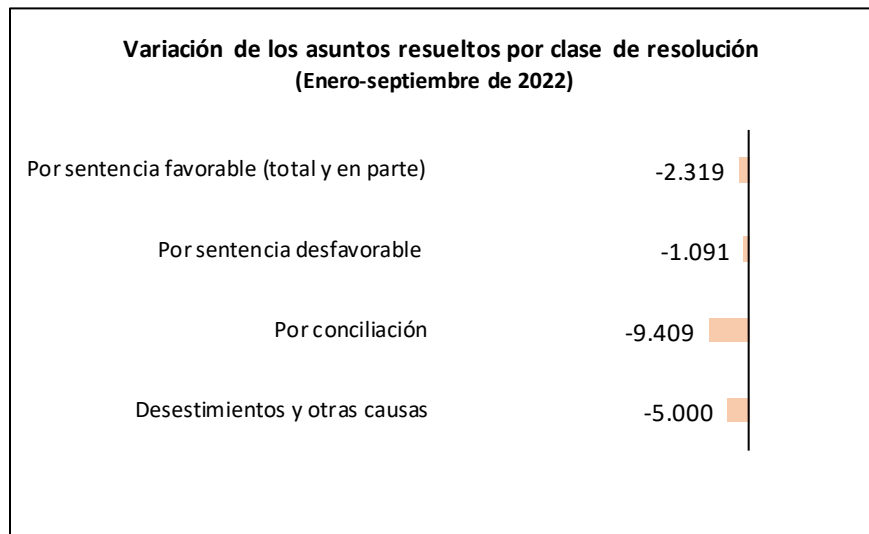 Variación de los asuntos resueltos por clase de resolución
(Enero-septiembre de 2022)
Por sentencia favorable (total y en parte) -2.319
Por sentencia desfavorable -1.091
Por conciliación -9.409
Desestimientos y otras causas -5.000